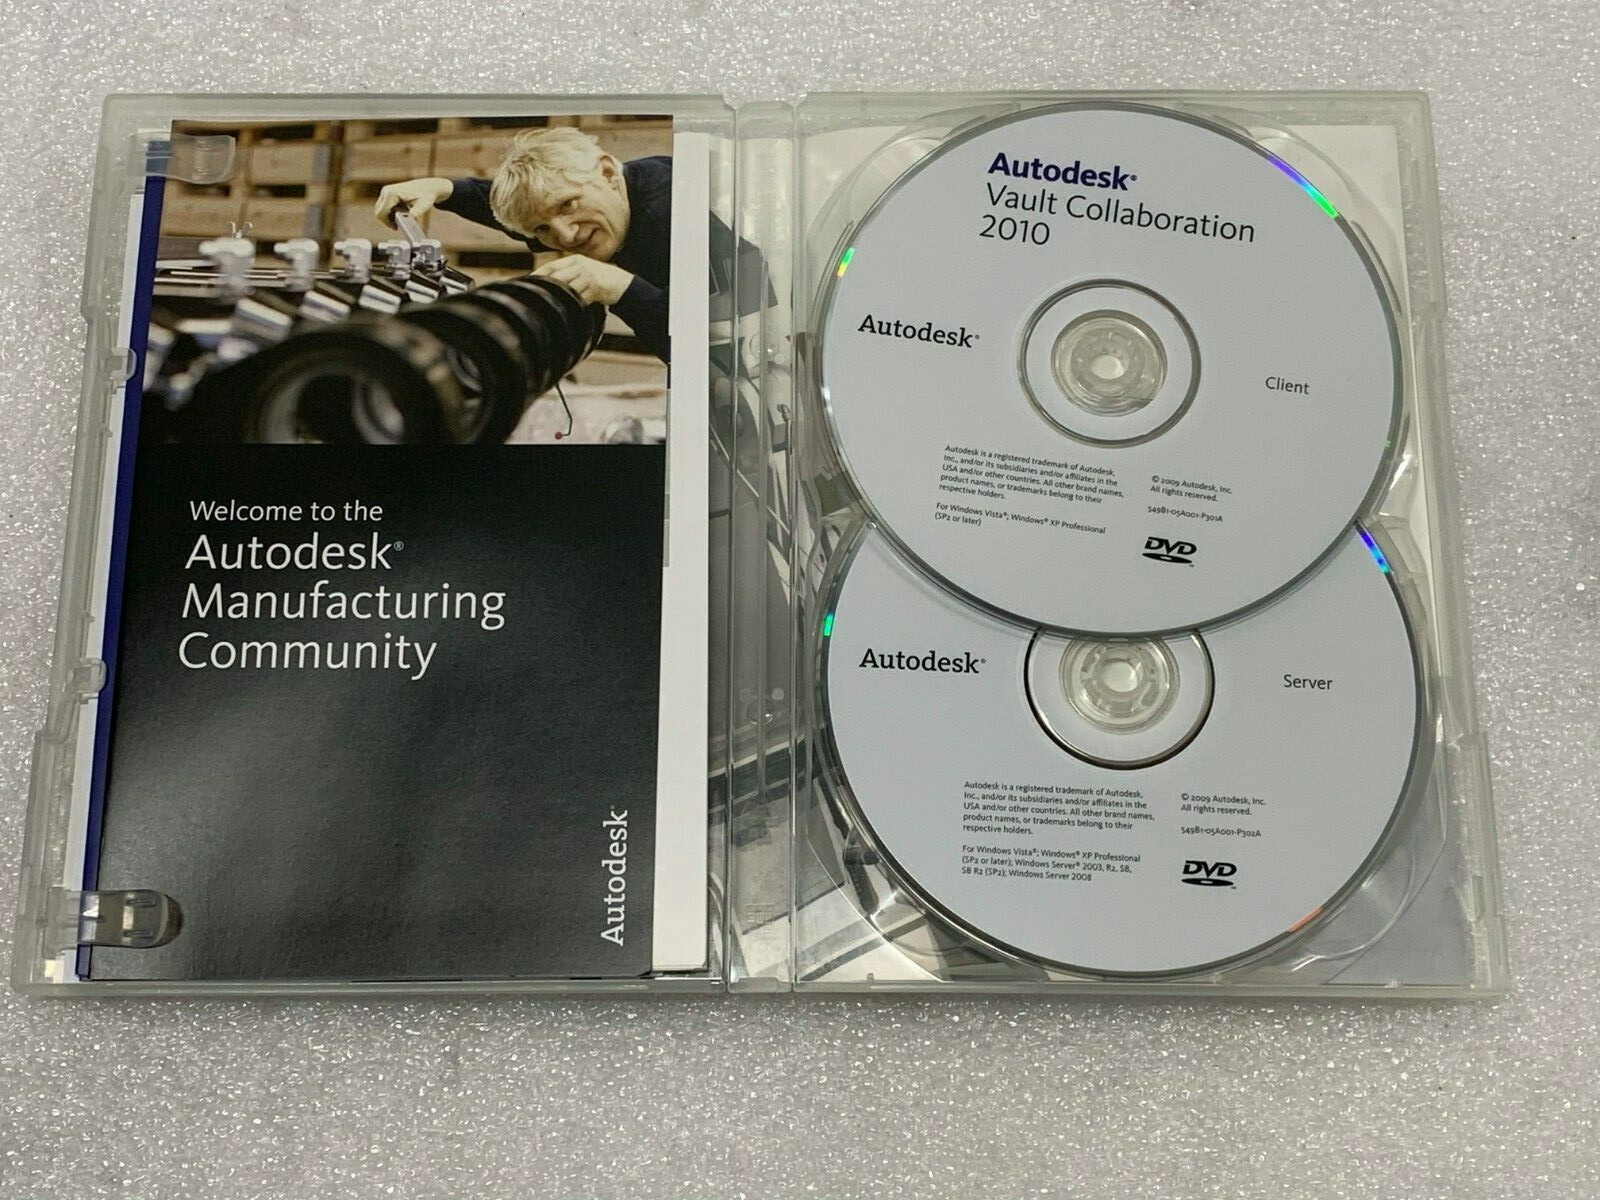 Welcome to the
Autodesk®
Manufacturing
Community
Autodesk
Autodesk®
Vault Collaboration
2010
Autodesk®
Client
Autodesk is a registered trademark of Autodesk,
Inc., and/or its subsidiaries and/or affiliates in the
USA and/or other countries. All other brand names,
product names, or trademarks belong to their
respective holders.
For Windows Vista®; Windows® XP Professional
(SP2 or later)
© 2009 Autodesk, Inc.
All rights reserved.
549B1-05A001-P301A
DVD
Autodesk®
Server
Autodesk is a registered trademark of Autodesk,
Inc., and/or its subsidiaries and/or affiliates in the
USA and/or other countries. All other brand names,
product names, or trademarks belong to their
respective holders.
For Windows Vista®; Windows® XP Professional
(SP2 or later); Windows Server® 2003, R2, SB,
SB R2 (SP2); Windows Server 2008
© 2009 Autodesk, Inc.
All rights reserved.
549B1-05A001-P302A
DVD